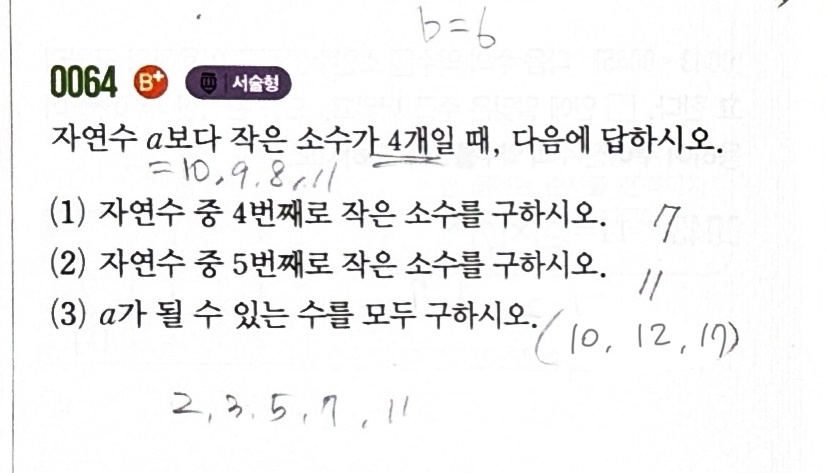 b=6
0064 B+ 서술형
자연수 a보다 작은 소수가 4개일 때, 다음에 답하시오.
=10, 9, 8, 11
(1) 자연수 중 4번째로 작은 소수를 구하시오. 7
(2) 자연수 중 5번째로 작은 소수를 구하시오. 11
(3) a가 될 수 있는 수를 모두 구하시오.
(10, 12, 17)
2, 3, 5, 7, 11